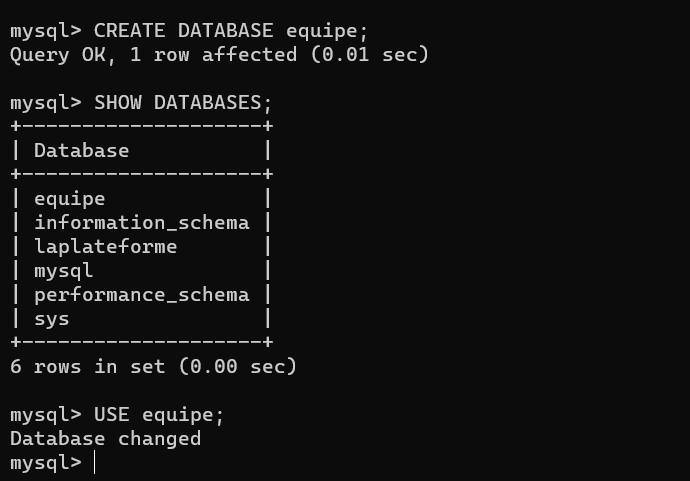 mysql> CREATE DATABASE equipe;
Query OK, 1 row affected (0.01 sec)

mysql> SHOW DATABASES;
+--------------------+
| Database           |
+--------------------+
| equipe             |
| information_schema |
| laplateforme       |
| mysql              |
| performance_schema |
| sys                |
+--------------------+
6 rows in set (0.00 sec)

mysql> USE equipe;
Database changed
mysql>